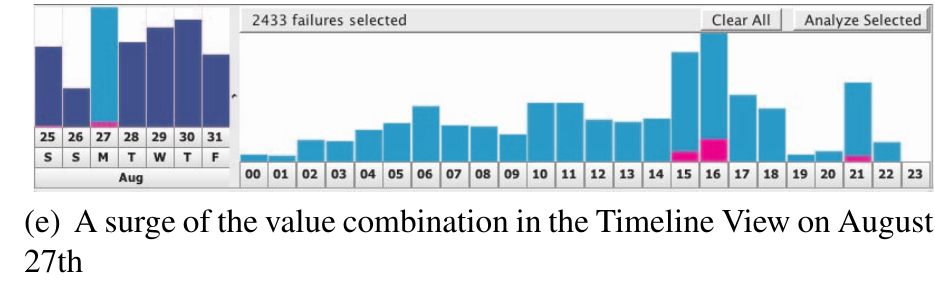 2433 failures selected Clear All Analyze Selected
25 26 27 28 29 30 31
S S M T W T F
Aug
00 01 02 03 04 05 06 07 08 09 10 11 12 13 14 15 16 17 18 19 20 21 22 23
(e) A surge of the value combination in the Timeline View on August
27th